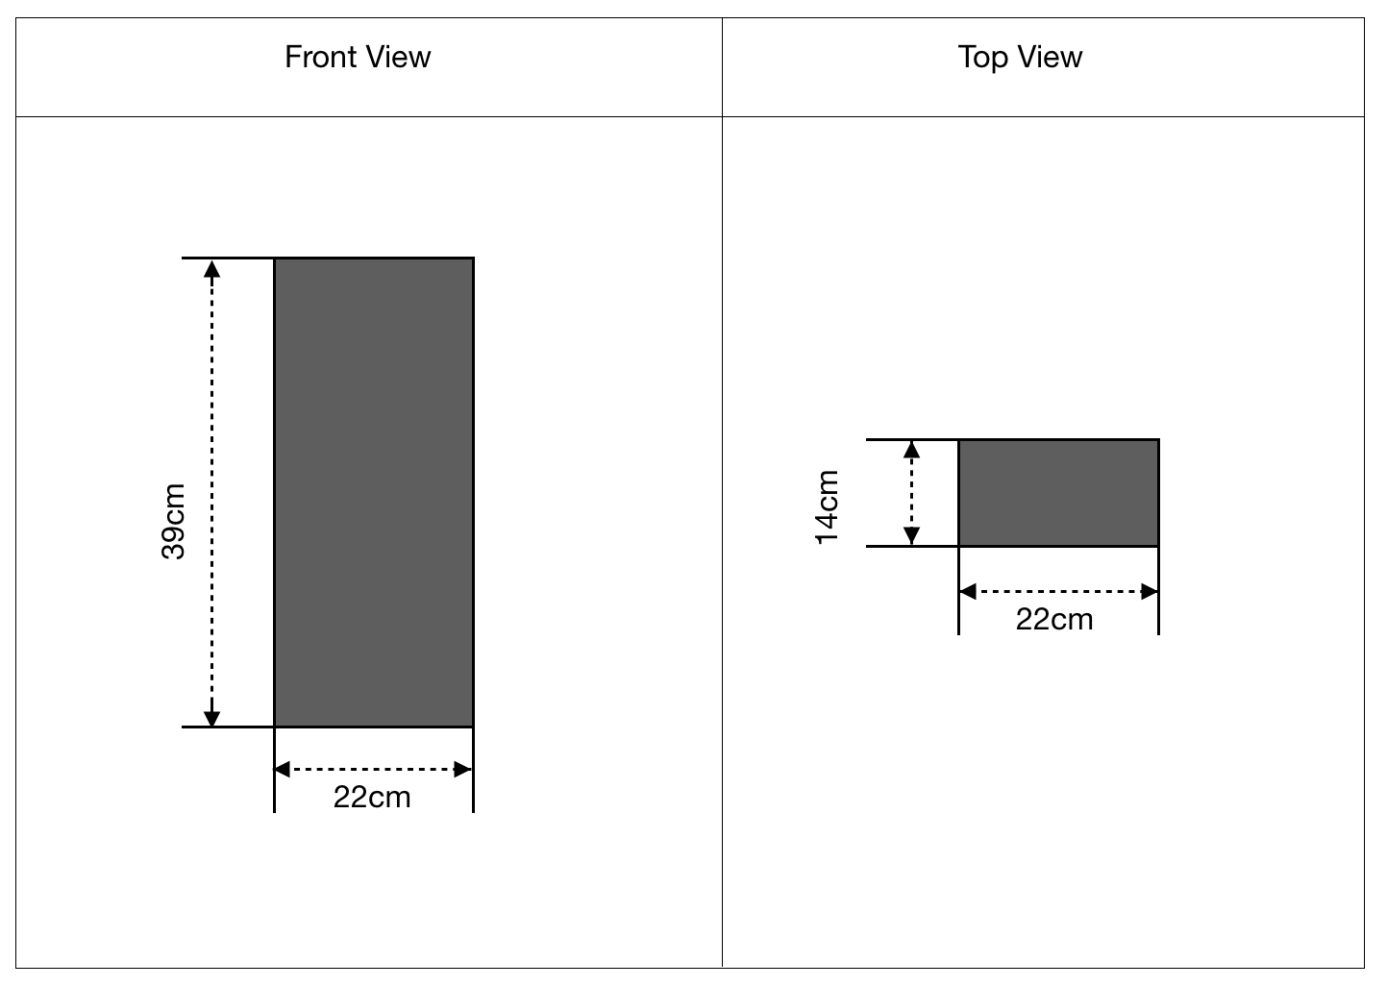 Front View
Top View
39cm
22cm
14cm
22cm